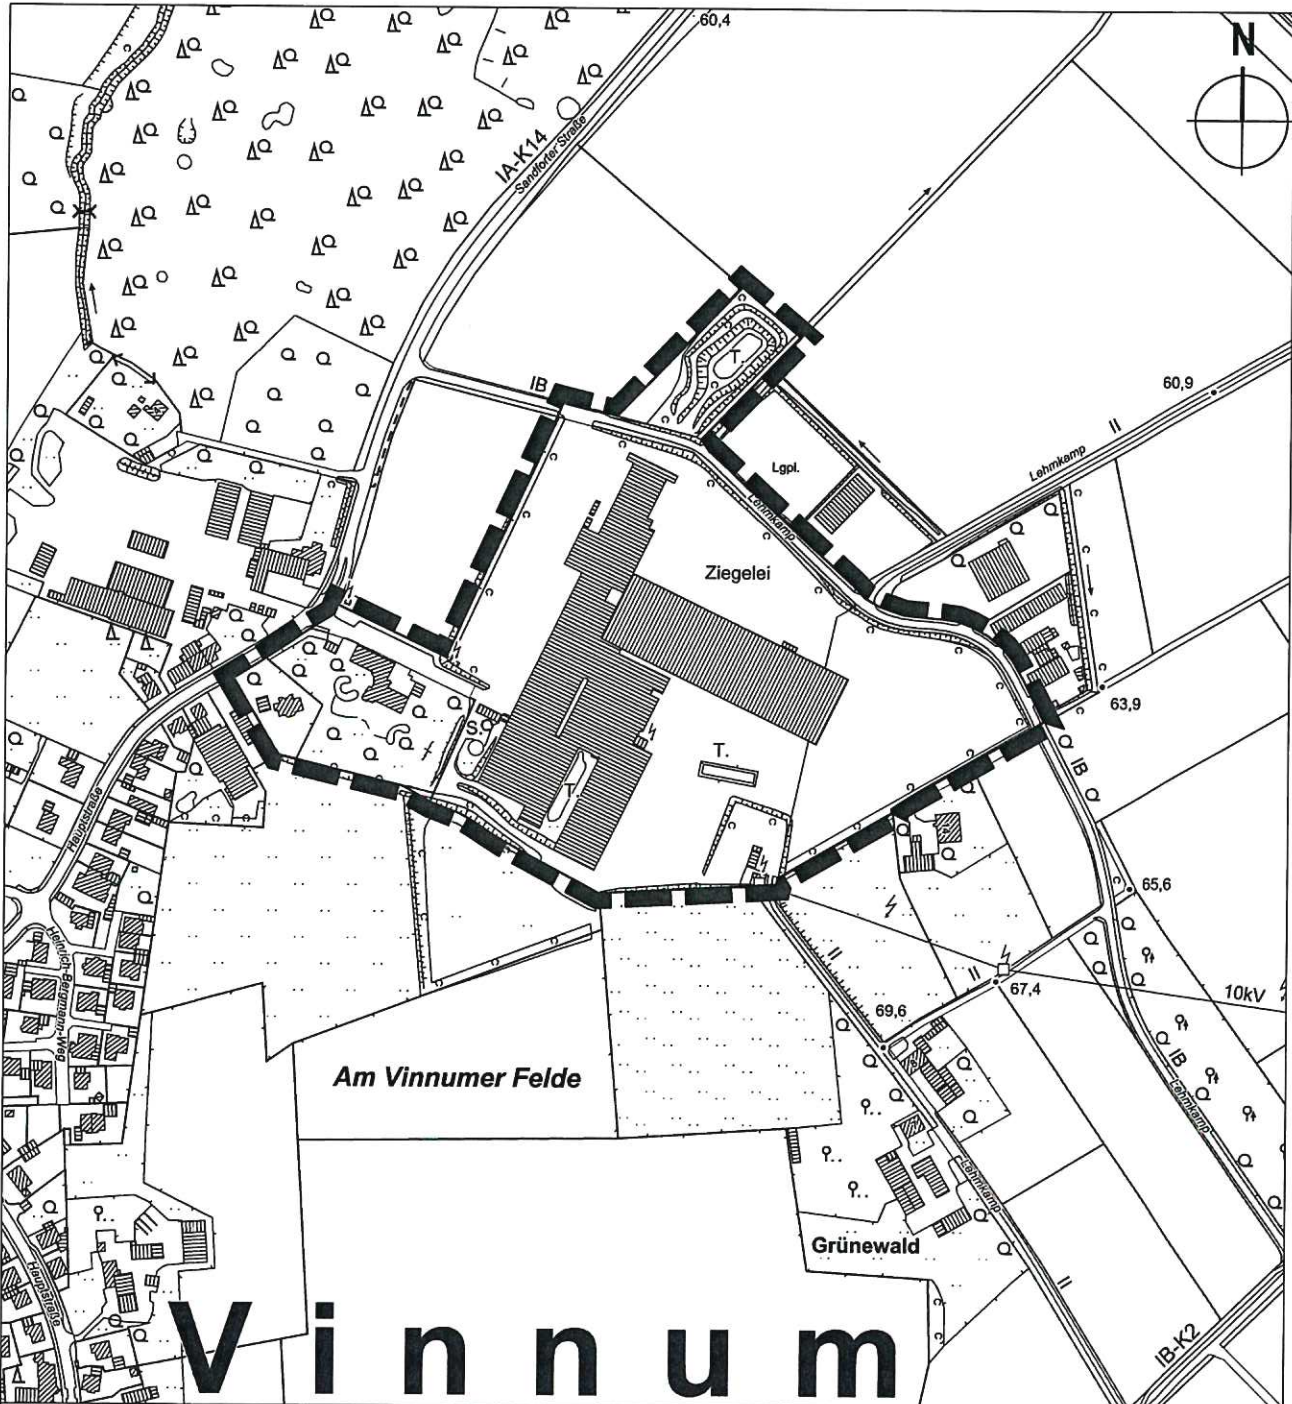 60,4
N
IA-K14
Sandforter Straße
T.
IB
60,9
II
Lehmkamp
Lgpl.
Lehmkamp
Ziegelei
63,9
S.
T.
IB
T.
Hauptstraße
65,6
II
II
67,4
10kV
69,6
Heinrich-Bergmann-Weg
Am Vinnumer Felde
IB
Lehmkamp
Lehmkamp
Grünewald
Hauptstraße
II
IB-K2
Vinnum